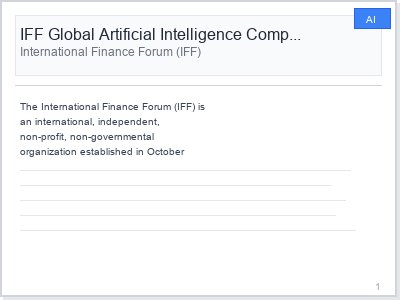 AI
IFF Global Artificial Intelligence Comp...
International Finance Forum (IFF)
The International Finance Forum (IFF) is
an international, independent,
non-profit, non-governmental
organization established in October
1